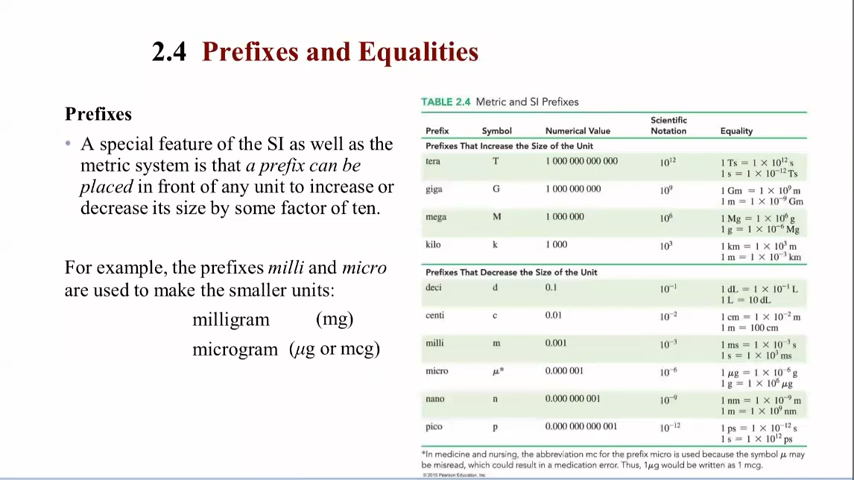 2.4 Prefixes and Equalities
Prefixes
• A special feature of the SI as well as the
metric system is that a prefix can be
placed in front of any unit to increase or
decrease its size by some factor of ten.
For example, the prefixes milli and micro
are used to make the smaller units:
milligram (mg)
microgram (μg or mcg)
TABLE 2.4 Metric and SI Prefixes
Prefix Symbol Numerical Value Scientific Notation Equality
Prefixes That Increase the Size of the Unit
tera T 1 000 000 000 000 10¹² 1 Ts = 1 × 10¹² s
1 s = 1 × 10⁻¹² Ts
giga G 1 000 000 000 10⁹ 1 Gm = 1 × 10⁹ m
1 m = 1 × 10⁻⁹ Gm
mega M 1 000 000 10⁶ 1 Mg = 1 × 10⁶ g
1 g = 1 × 10⁻⁶ Mg
kilo k 1 000 10³ 1 km = 1 × 10³ m
1 m = 1 × 10⁻³ km
Prefixes That Decrease the Size of the Unit
deci d 0.1 10⁻¹ 1 dL = 1 × 10⁻¹ L
1 L = 10 dL
centi c 0.01 10⁻² 1 cm = 1 × 10⁻² m
1 m = 100 cm
milli m 0.001 10⁻³ 1 ms = 1 × 10⁻³ s
1 s = 1 × 10³ ms
micro μ* 0.000 001 10⁻⁶ 1 μg = 1 × 10⁻⁶ g
1 g = 1 × 10⁶ μg
nano n 0.000 000 001 10⁻⁹ 1 nm = 1 × 10⁻⁹ m
1 m = 1 × 10⁹ nm
pico p 0.000 000 000 001 10⁻¹² 1 ps = 1 × 10⁻¹² s
1 s = 1 × 10¹² ps
*In medicine and nursing, the abbreviation mc for the prefix micro is used because the symbol μ may
be misread, which could result in a medication error. Thus, 1μg would be written as 1 mcg.
© 2015 Pearson Education, Inc.